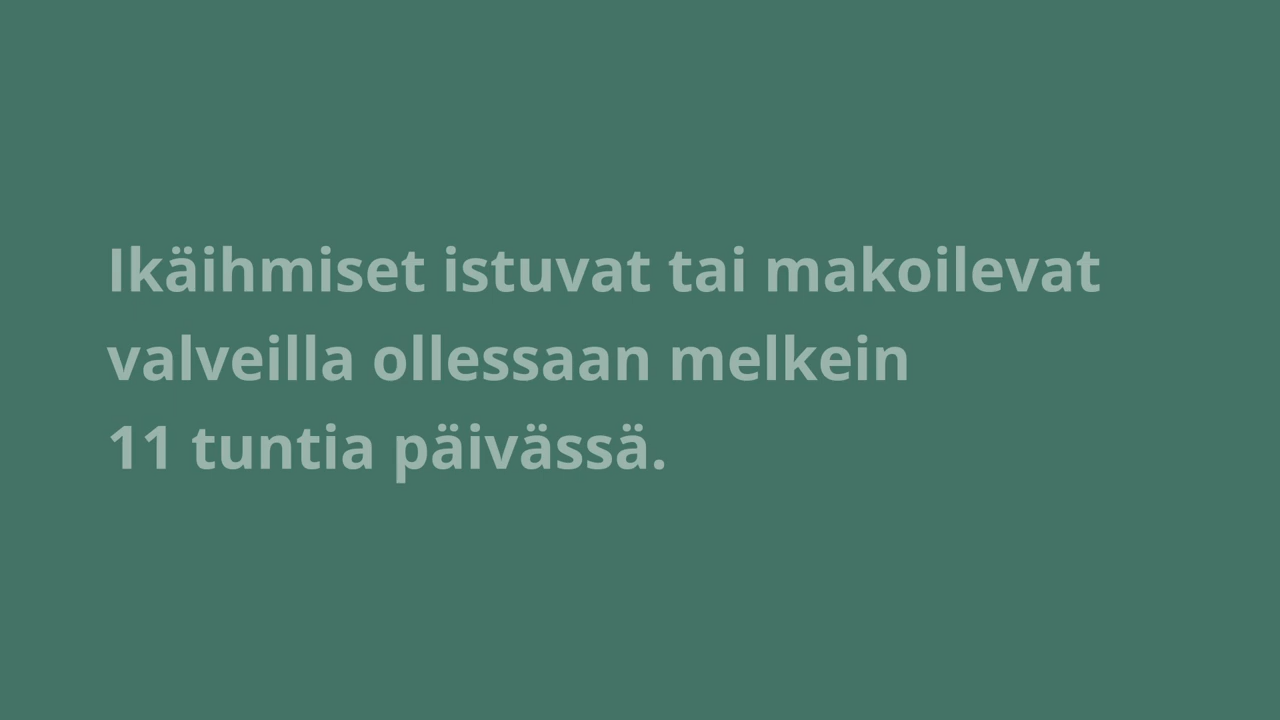 Ikäihmiset istuvat tai makoilevat
valveilla ollessaan melkein
11 tuntia päivässä.